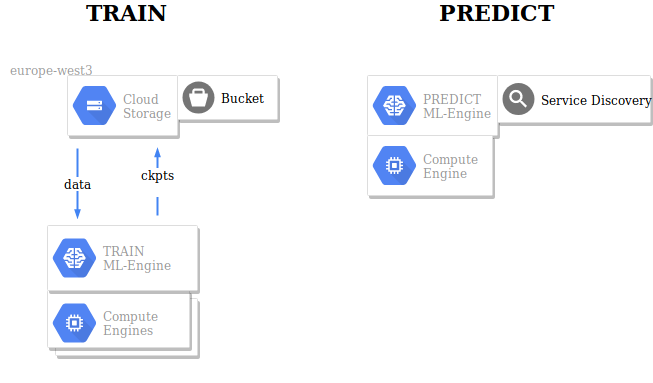 TRAIN
PREDICT
europe-west3
Cloud
Storage
Bucket
data
ckpts
TRAIN
ML-Engine
Compute
Engines
PREDICT
ML-Engine
Service Discovery
Compute
Engine